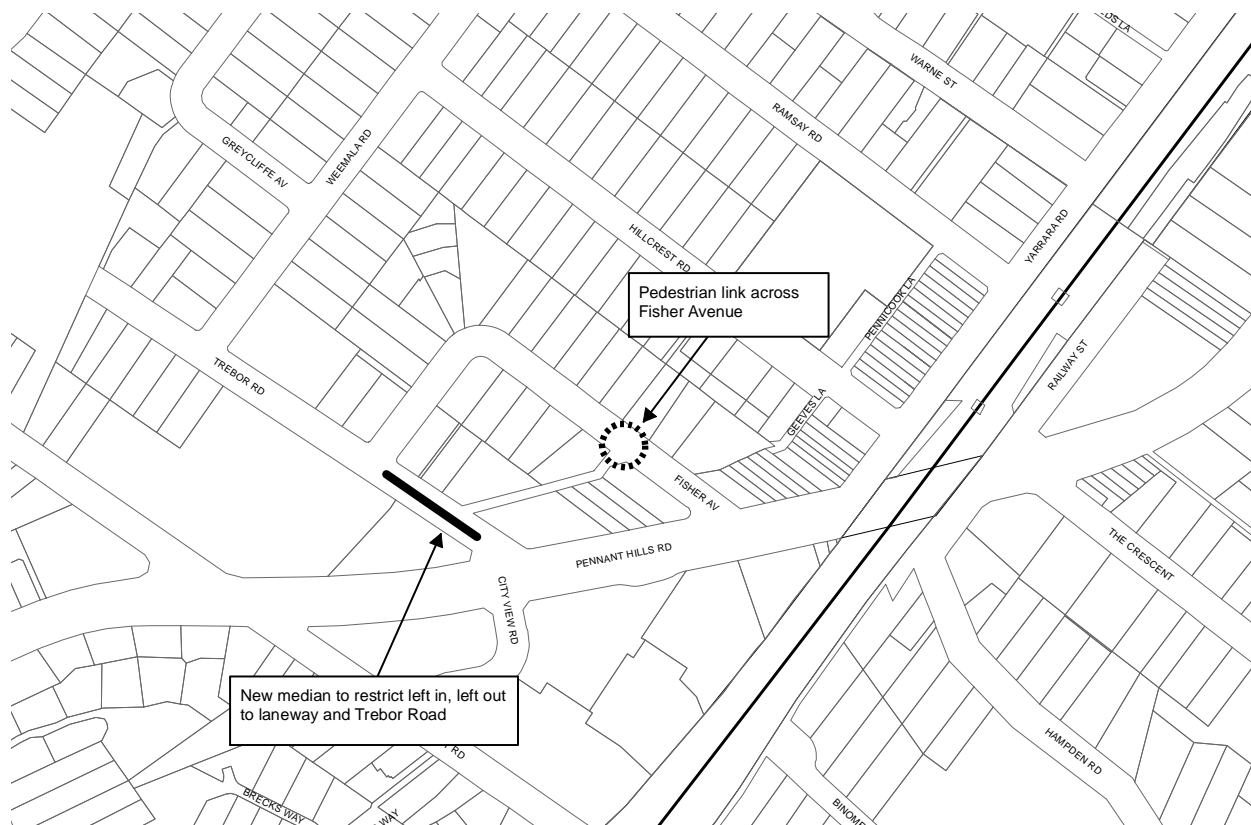 WARNE ST
RAMSAY RD
GREYCLIFFE AV
WEEMALA RD
YARRARA RD
HILLCREST RD
Pedestrian link across
Fisher Avenue
PENNICOOK LA
RAILWAY ST
TREBOR RD
GEEVES LA
FISHER AV
THE CRESCENT
PENNANT HILLS RD
CITY VIEW RD
New median to restrict left in, left out
to laneway and Trebor Road
RD
HAMPDEN RD
BRECKS WAY
WAY